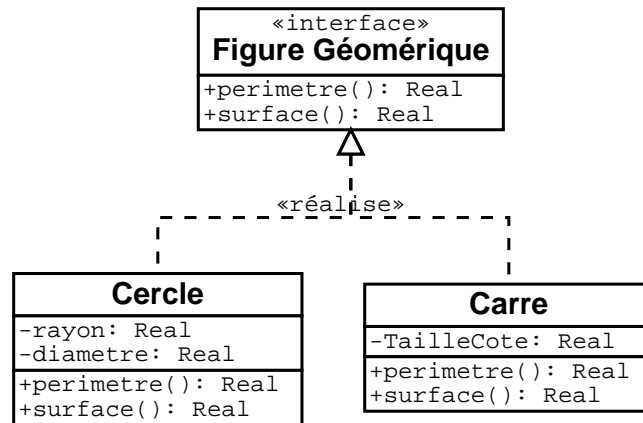 «interface»
Figure Géomérique
+perimetre(): Real
+surface(): Real
«réalise»
Cercle
-rayon: Real
-diametre: Real
+perimetre(): Real
+surface(): Real
Carre
-TailleCote: Real
+perimetre(): Real
+surface(): Real